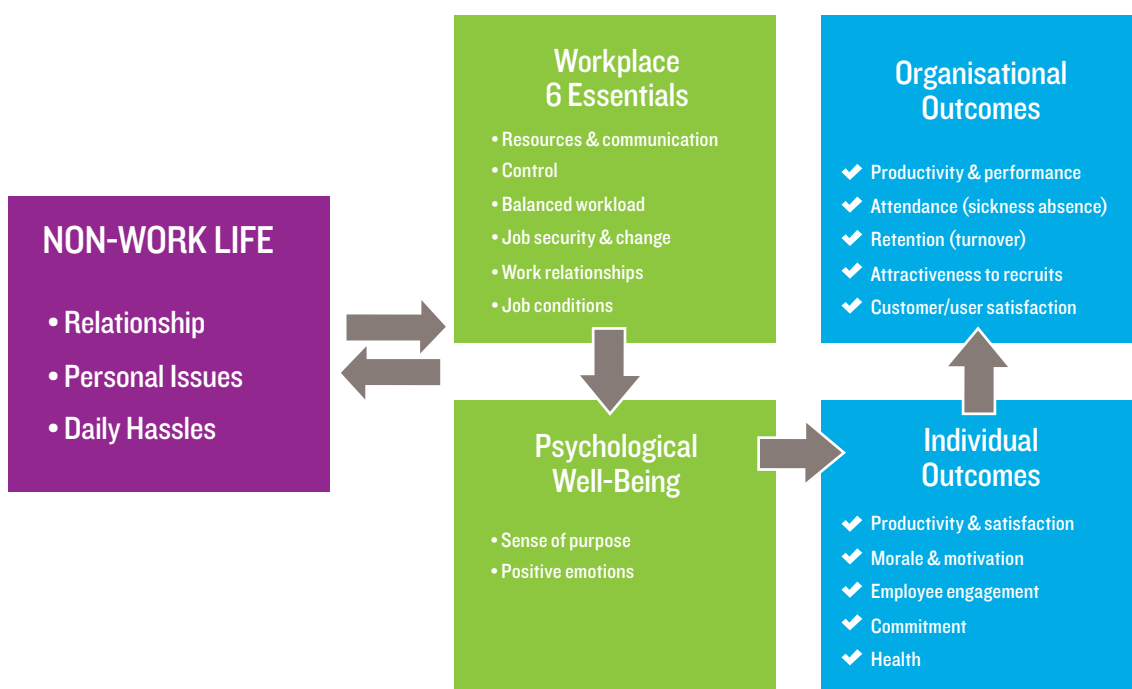 NON-WORK LIFE
• Relationship
• Personal Issues
• Daily Hassles
Workplace
6 Essentials
• Resources & communication
• Control
• Balanced workload
• Job security & change
• Work relationships
• Job conditions
Psychological
Well-Being
• Sense of purpose
• Positive emotions
Organisational
Outcomes
✔ Productivity & performance
✔ Attendance (sickness absence)
✔ Retention (turnover)
✔ Attractiveness to recruits
✔ Customer/user satisfaction
Individual
Outcomes
✔ Productivity & satisfaction
✔ Morale & motivation
✔ Employee engagement
✔ Commitment
✔ Health